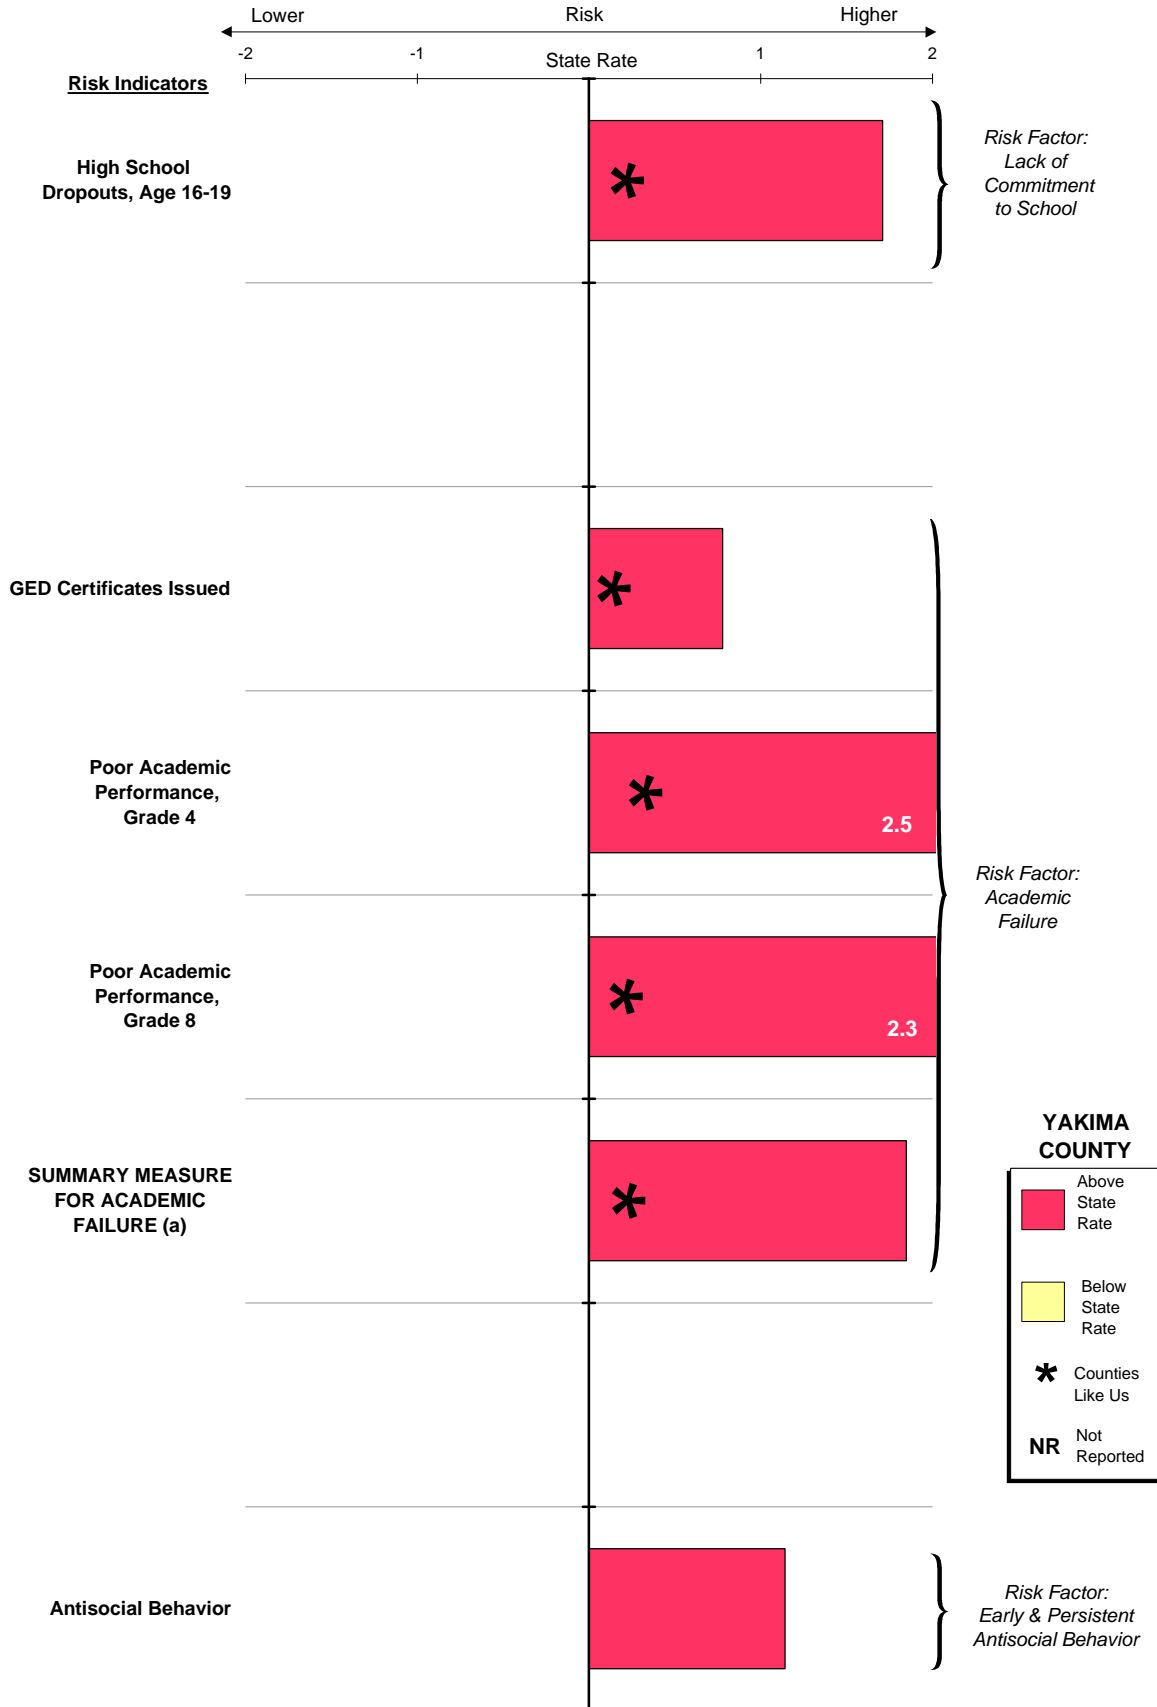 Lower Risk Higher
-2 -1 State Rate 1 2
Risk Indicators
High School
Dropouts, Age 16-19
*
Risk Factor:
Lack of
Commitment
to School
GED Certificates Issued
*
Poor Academic
Performance,
Grade 4
*
2.5
Risk Factor:
Academic
Failure
Poor Academic
Performance,
Grade 8
*
2.3
SUMMARY MEASURE
FOR ACADEMIC
FAILURE (a)
*
YAKIMA
COUNTY
Above
State
Rate
Below
State
Rate
* Counties
Like Us
NR Not
Reported
Antisocial Behavior
Risk Factor:
Early & Persistent
Antisocial Behavior